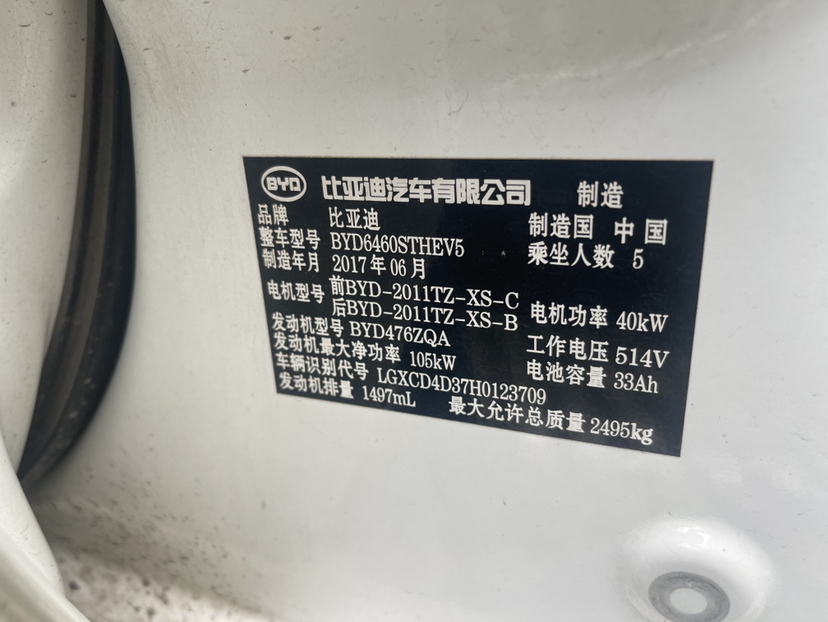 BYD 比亚迪汽车有限公司 制造
品牌 比亚迪 制造国 中国
整车型号 BYD6460STHEV5 乘坐人数 5
制造年月 2017年06月
电机型号 前BYD-2011TZ-XS-C
后BYD-2011TZ-XS-B 电机功率 40kW
发动机型号 BYD476ZQA 工作电压 514V
发动机最大净功率 105kW 电池容量 33Ah
车辆识别代号 LGXCD4D37H0123709
发动机排量 1497mL 最大允许总质量 2495kg